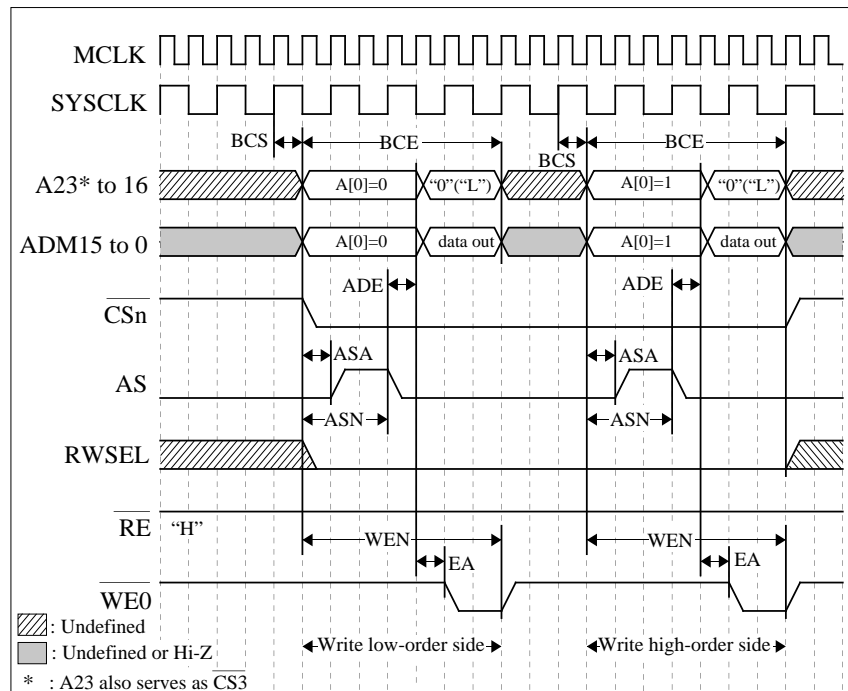 MCLK
SYSCLK
BCS BCE BCS BCE
A23* to 16 A[0]=0 “0”(“L”) A[0]=1 “0”(“L”)
ADM15 to 0 A[0]=0 data out A[0]=1 data out
ADE ADE
CSn
ASA ASA
AS
ASN ASN
RWSEL
RE “H”
WEN WEN
EA EA
WE0
: Undefined
Write low-order side Write high-order side
: Undefined or Hi-Z
* : A23 also serves as CS3